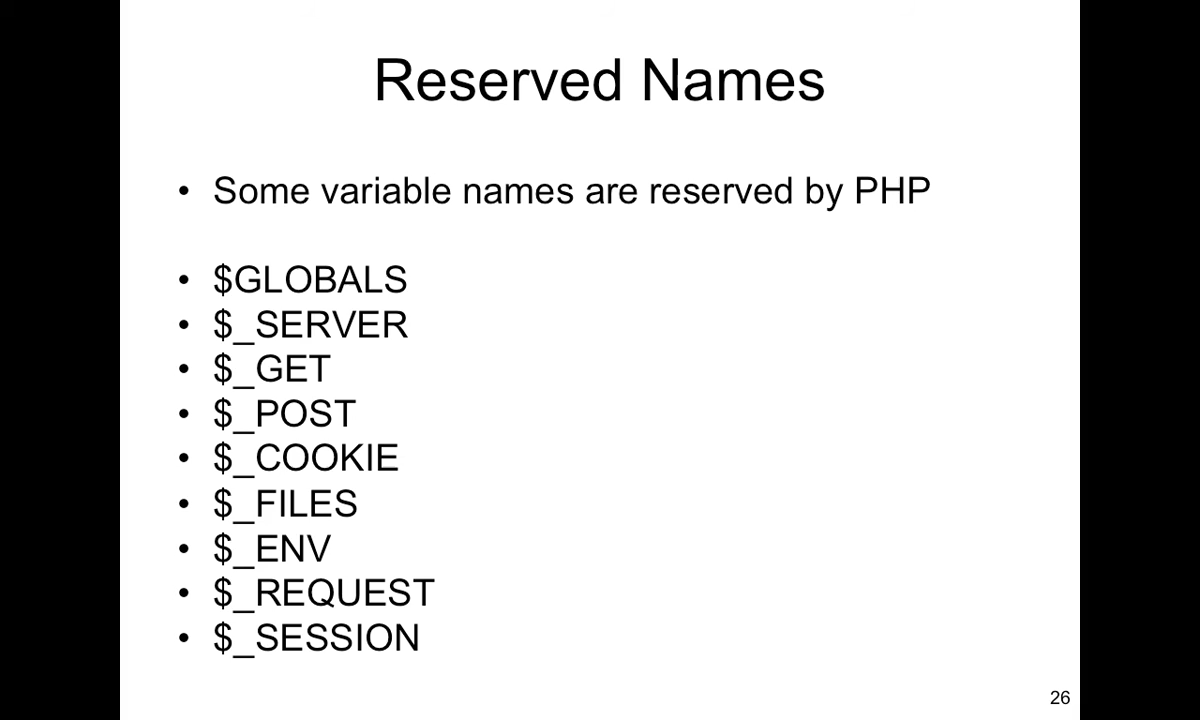 Reserved Names
• Some variable names are reserved by PHP
• $GLOBALS
• $_SERVER
• $_GET
• $_POST
• $_COOKIE
• $_FILES
• $_ENV
• $_REQUEST
• $_SESSION
26